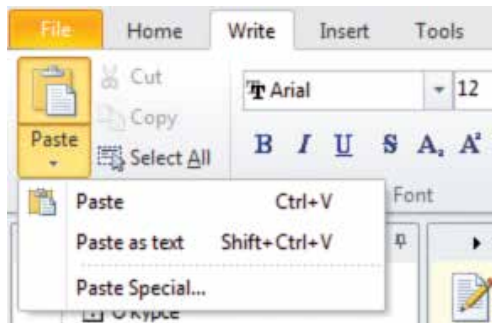 File Home Write Insert Tools
Cut
Arial 12
Copy
Paste
Select All
B I U S A, A²
Paste Ctrl+V
Font
Paste as text Shift+Ctrl+V
Paste Special...
О курсе